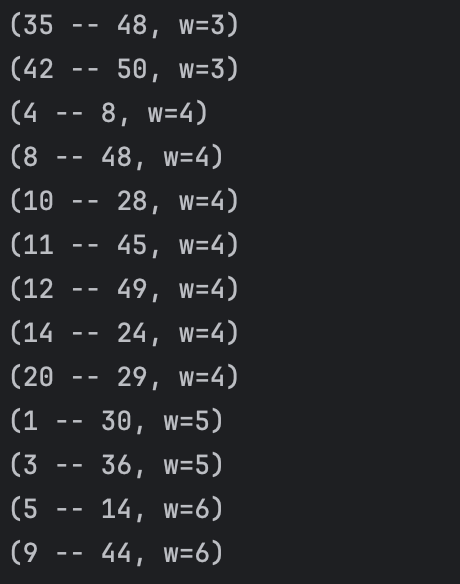 (35 -- 48, w=3)
(42 -- 50, w=3)
(4 -- 8, w=4)
(8 -- 48, w=4)
(10 -- 28, w=4)
(11 -- 45, w=4)
(12 -- 49, w=4)
(14 -- 24, w=4)
(20 -- 29, w=4)
(1 -- 30, w=5)
(3 -- 36, w=5)
(5 -- 14, w=6)
(9 -- 44, w=6)